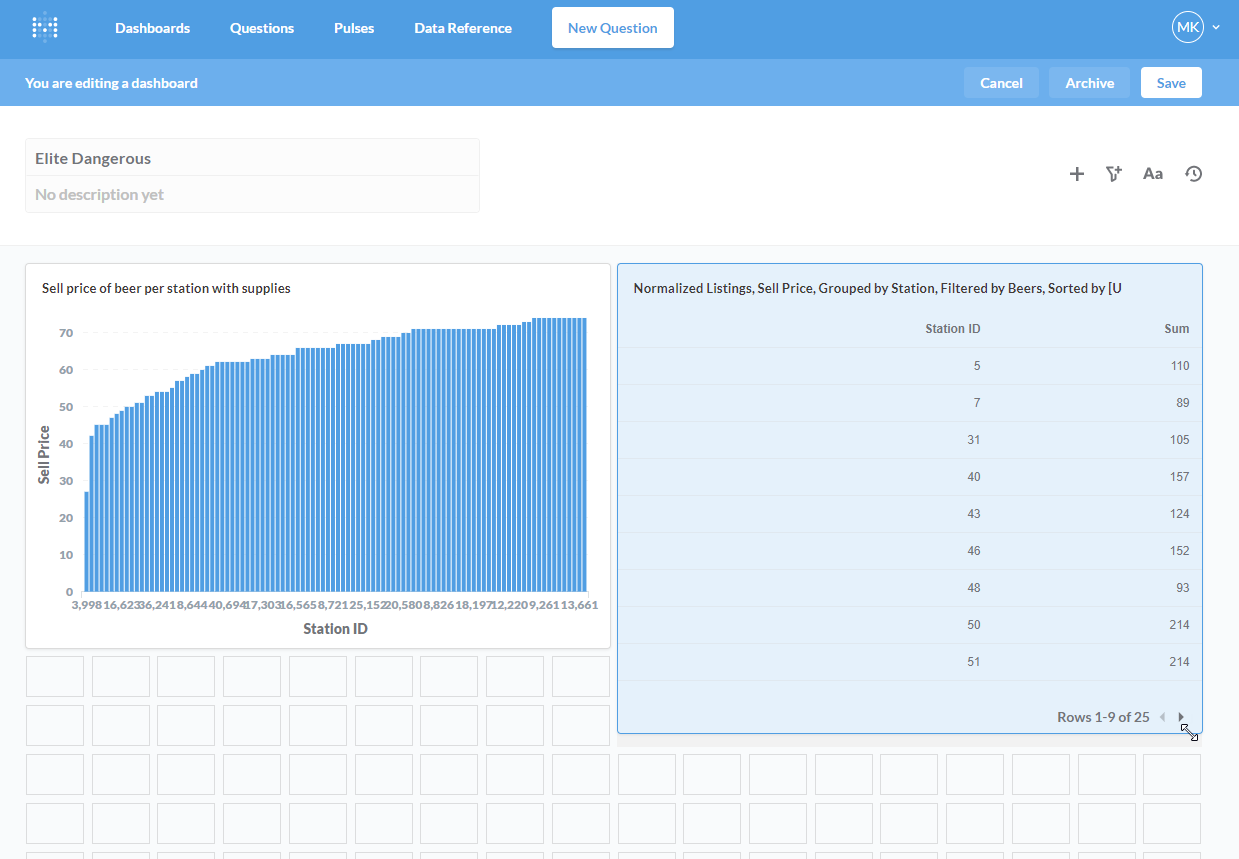 Dashboards Questions Pulses Data Reference New Question MK
You are editing a dashboard Cancel Archive Save
Elite Dangerous
No description yet
Aa
Sell price of beer per station with supplies
70
60
50
40
30
20
10
0
Sell Price
3,998 16,623 36,241 8,644 40,694 17,303 16,565 8,721 25,152 20,580 8,826 18,197 12,220 9,261 13,661
Station ID
Normalized Listings, Sell Price, Grouped by Station, Filtered by Beers, Sorted by [U
Station ID Sum
5 110
7 89
31 105
40 157
43 124
46 152
48 93
50 214
51 214
Rows 1-9 of 25